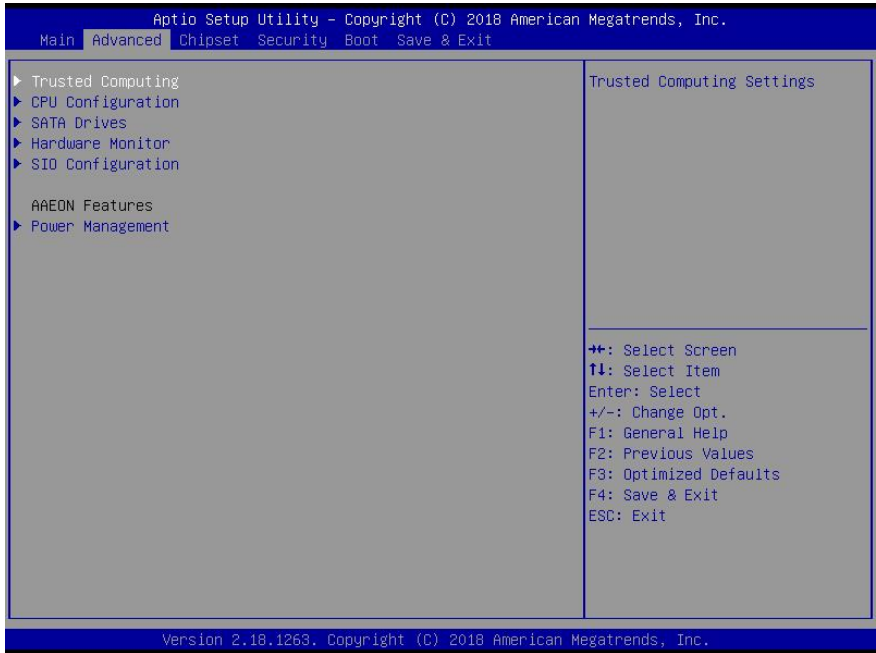 Aptio Setup Utility – Copyright (C) 2018 American Megatrends, Inc.
Main Advanced Chipset Security Boot Save & Exit
Trusted Computing
CPU Configuration
SATA Drives
Hardware Monitor
SIO Configuration
AAEON Features
Power Management
Trusted Computing Settings
→←: Select Screen
↑↓: Select Item
Enter: Select
+/-: Change Opt.
F1: General Help
F2: Previous Values
F3: Optimized Defaults
F4: Save & Exit
ESC: Exit
Version 2.18.1263. Copyright (C) 2018 American Megatrends, Inc.